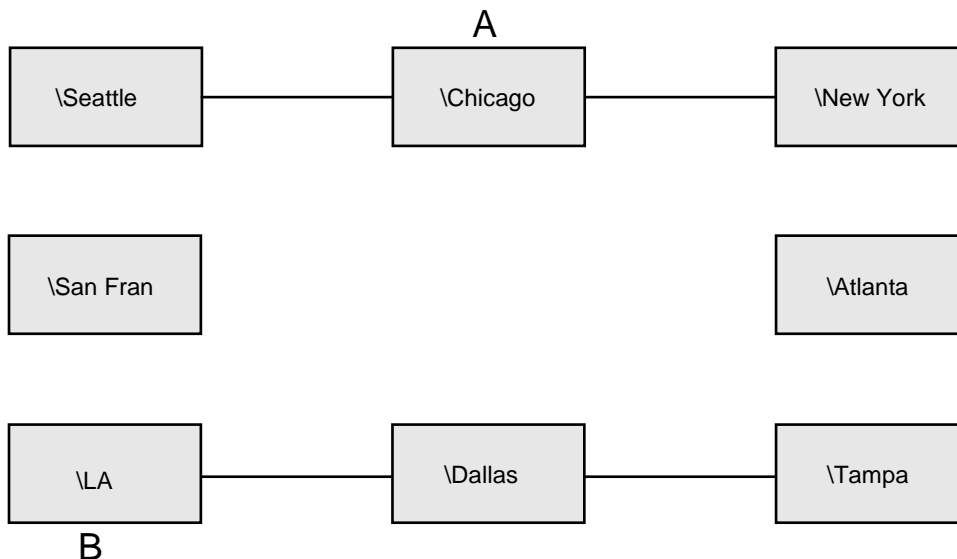 A
\Seattle
\Chicago
\New York
\San Fran
\Atlanta
\LA
\Dallas
\Tampa
B